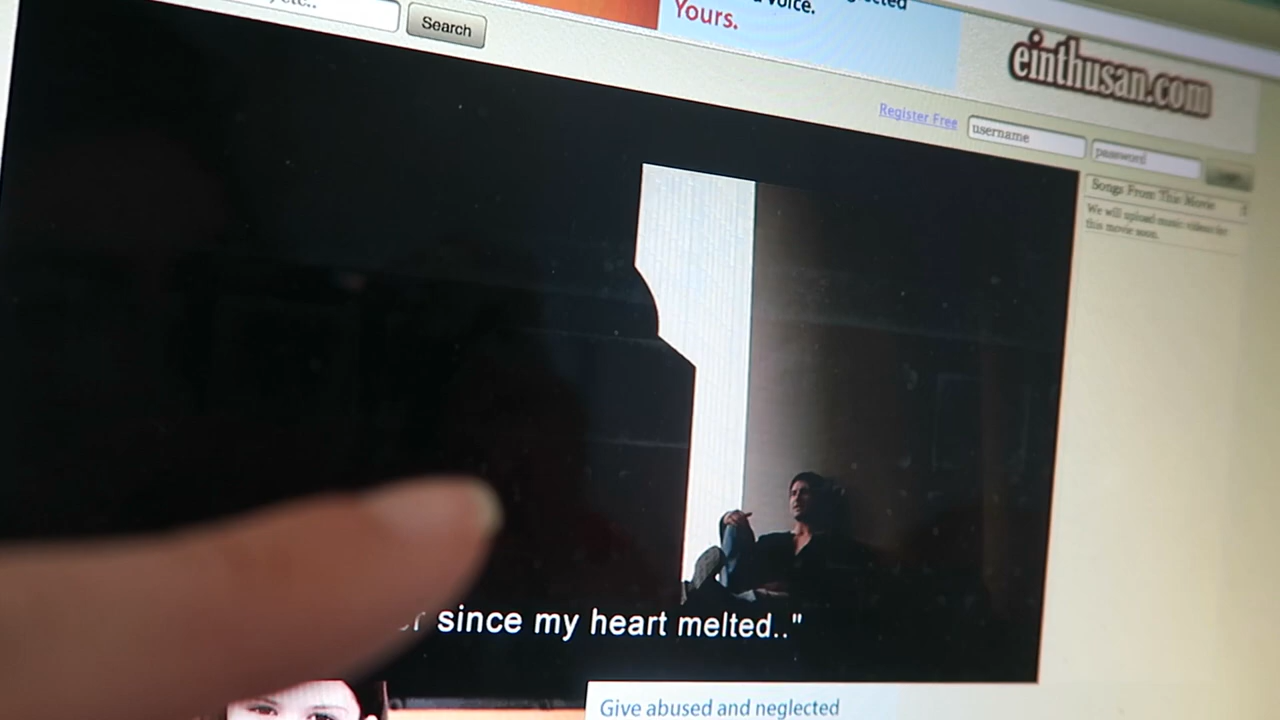 Search
Yours.
voice.
einthusan.com
Register Free
username
password
Songs From This Movie
We will upload music videos for
this movie soon.
since my heart melted.."
Give abused and neglected